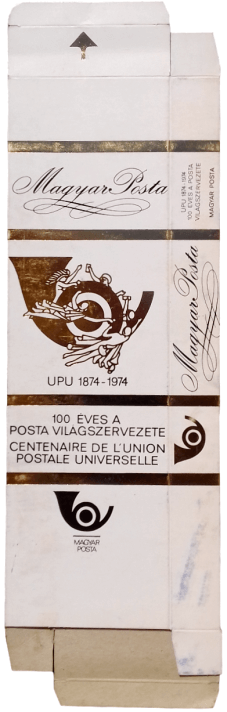 Magyar Posta
UPU 1874-1974
100 ÉVES A
POSTA VILÁGSZERVEZETE
CENTENAIRE DE L'UNION
POSTALE UNIVERSELLE
MAGYAR
POSTA
UPU 1874-1974
100 ÉVES A POSTA
VILÁGSZERVEZETE
MAGYAR POSTA
Magyar Posta